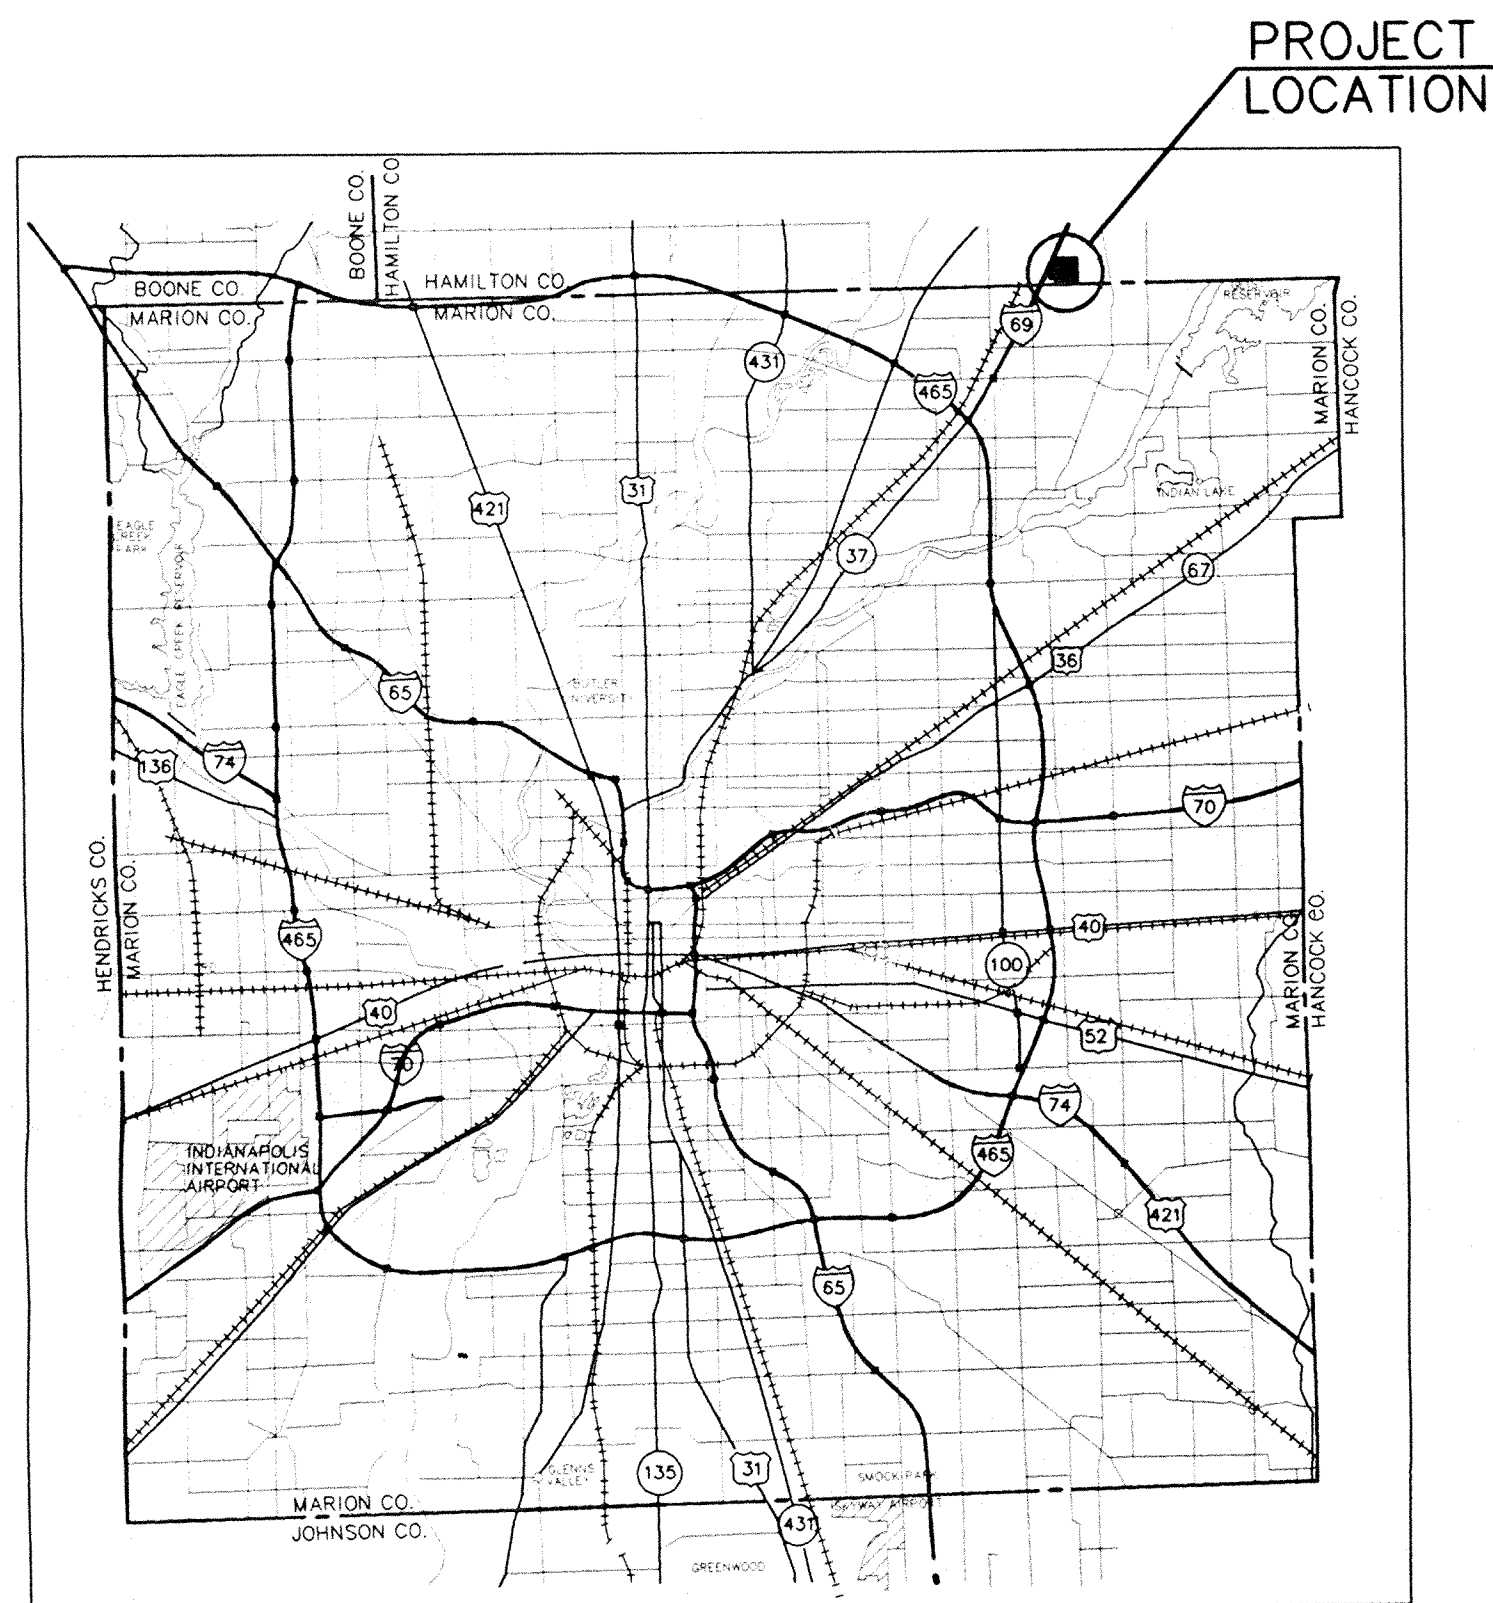 PROJECT
LOCATION
BOONE CO.
HAMILTON CO
BOONE CO.
MARION CO.
HAMILTON CO.
MARION CO.
RESERVOIR
69
MARION CO.
HANCOCK CO.
431
465
31
421
INDIAN LAKE
EAGLE
CREEK
PARK
EAGLE CREEK RESERVOIR
37
67
36
65
BUTLER
UNIVERSITY
136
74
70
HENDRICKS CO.
MARION CO.
465
40
100
MARION CO
HANCOCK CO.
40
52
70
74
INDIANAPOLIS
INTERNATIONAL
AIRPORT
465
421
65
GLENNS
VALLEY
135
31
SMOCK PARK
SKYWAY AIRPORT
MARION CO.
JOHNSON CO.
431
GREENWOOD